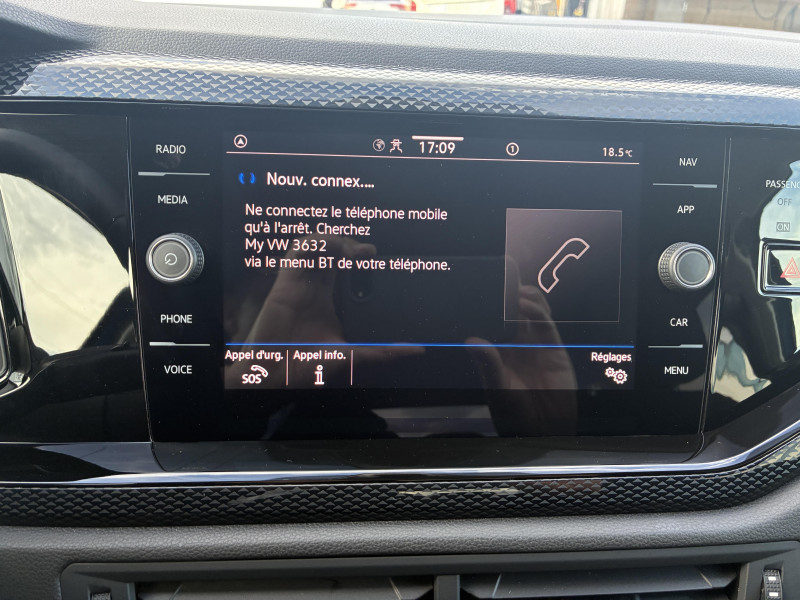 RADIO
MEDIA
PHONE
VOICE
17:09
1
18.5°C
Nouv. connex....
Ne connectez le téléphone mobile
qu'à l'arrêt. Cherchez
My VW 3632
via le menu BT de votre téléphone.
Appel d'urg.
SOS
Appel info.
i
Réglages
NAV
APP
CAR
MENU
PASSENG
OFF
ON